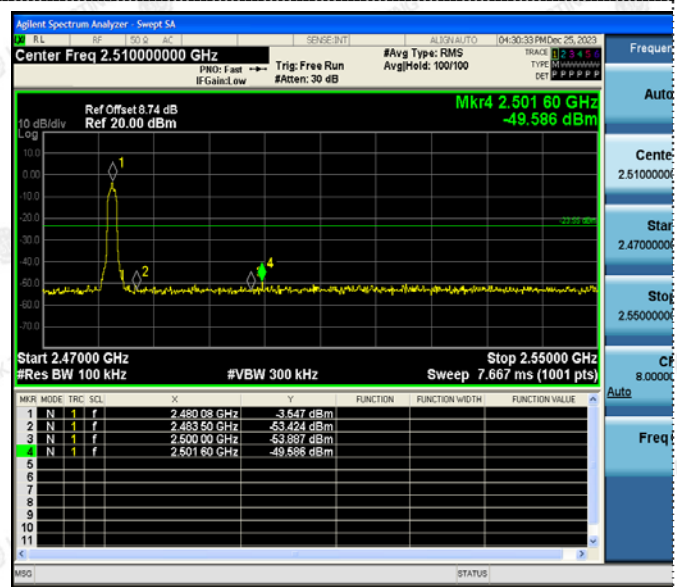 Agilent Spectrum Analyzer - Swept SA
RL RF 50 Ω AC SENSE:INT ALIGN AUTO 04:30:33 PM Dec 25, 2023
Center Freq 2.510000000 GHz #Avg Type: RMS TRACE 1 2 3 4 5 6
PNO: Fast Trig: Free Run Avg|Hold: 100/100 TYPE M
IFGain:Low #Atten: 30 dB DET P P P P P P
Ref Offset 8.74 dB Mkr4 2.501 60 GHz
10 dB/div Ref 20.00 dBm -49.586 dBm
Log
10.0
0.00
-10.0
-20.0
-23.55 dBm
-30.0
-40.0
-50.0
-60.0
-70.0
1
2
4
Start 2.47000 GHz Stop 2.55000 GHz
#Res BW 100 kHz #VBW 300 kHz Sweep 7.667 ms (1001 pts)
MKR MODE TRC SCL X Y FUNCTION FUNCTION WIDTH FUNCTION VALUE
1 N 1 f 2.480 08 GHz -3.547 dBm
2 N 1 f 2.483 50 GHz -53.424 dBm
3 N 1 f 2.500 00 GHz -53.887 dBm
4 N 1 f 2.501 60 GHz -49.586 dBm
5
6
7
8
9
10
11
MSG STATUS
Frequen
Auto
Cente
2.5100000
Star
2.4700000
Stop
2.5500000
CF
8.00000
Auto
Freq